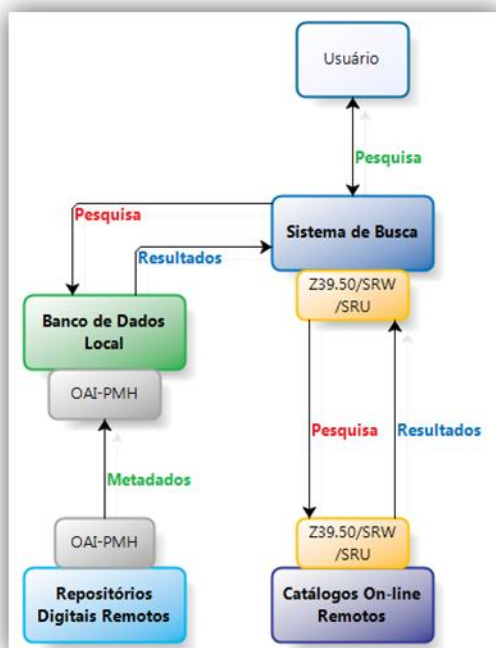 Usuário
Pesquisa
Sistema de Busca
Pesquisa
Resultados
Z39.50/SRW
/SRU
Banco de Dados
Local
OAI-PMH
Pesquisa
Resultados
Metadados
OAI-PMH
Z39.50/SRW
/SRU
Repositórios
Digitais Remotos
Catálogos On-line
Remotos